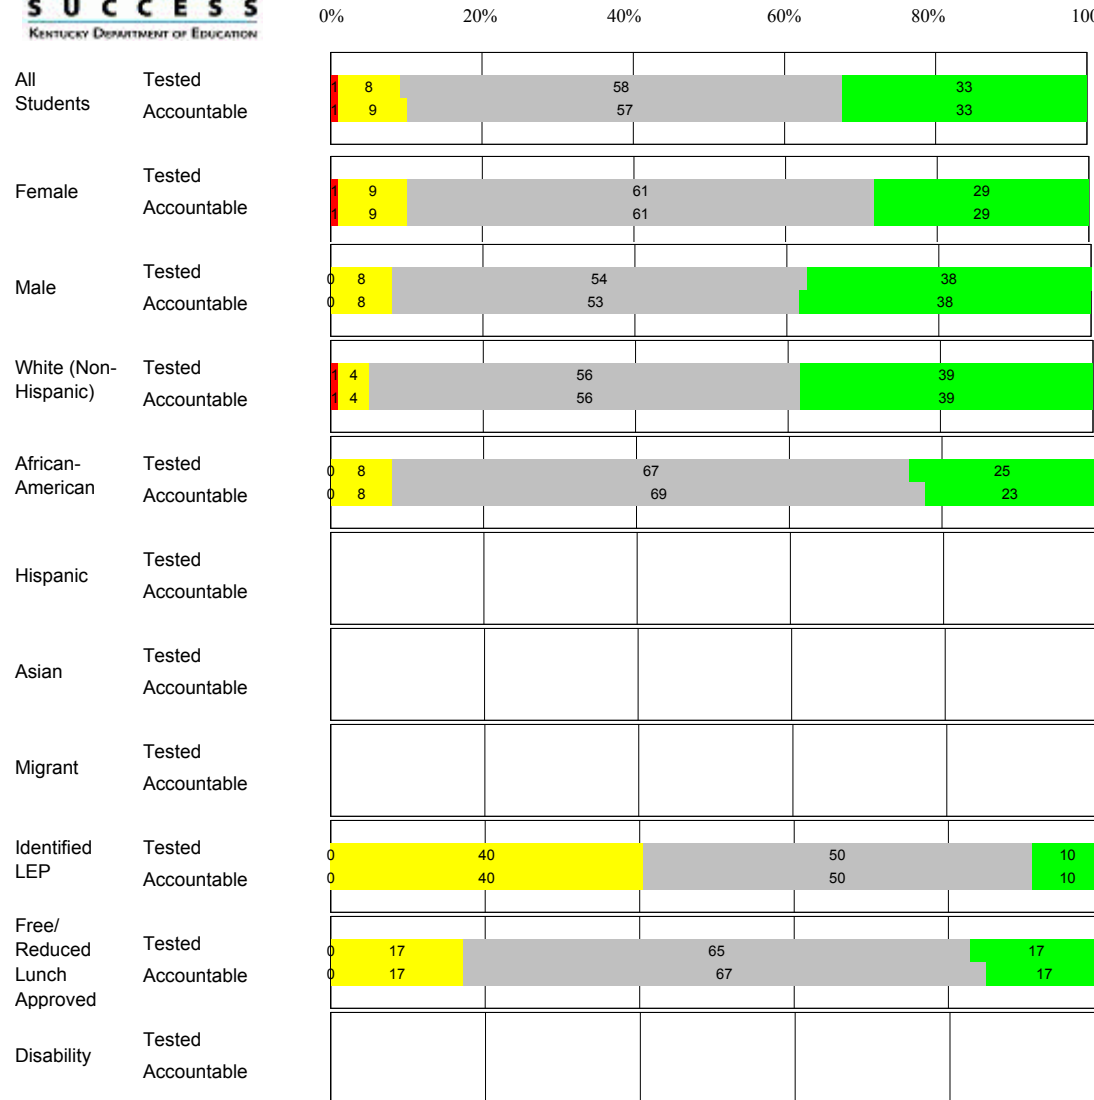 SUCCESS
KENTUCKY DEPARTMENT OF EDUCATION
0% 20% 40% 60% 80% 100
All Students Tested 1 8 58 33
Accountable 1 9 57 33
Female Tested 1 9 61 29
Accountable 1 9 61 29
Male Tested 0 8 54 38
Accountable 0 8 53 38
White (Non-
Hispanic) Tested 1 4 56 39
Accountable 1 4 56 39
African-
American Tested 0 8 67 25
Accountable 0 8 69 23
Hispanic Tested
Accountable
Asian Tested
Accountable
Migrant Tested
Accountable
Identified
LEP Tested 0 40 50 10
Accountable 0 40 50 10
Free/
Reduced
Lunch
Approved Tested 0 17 65 17
Accountable 0 17 67 17
Disability Tested
Accountable